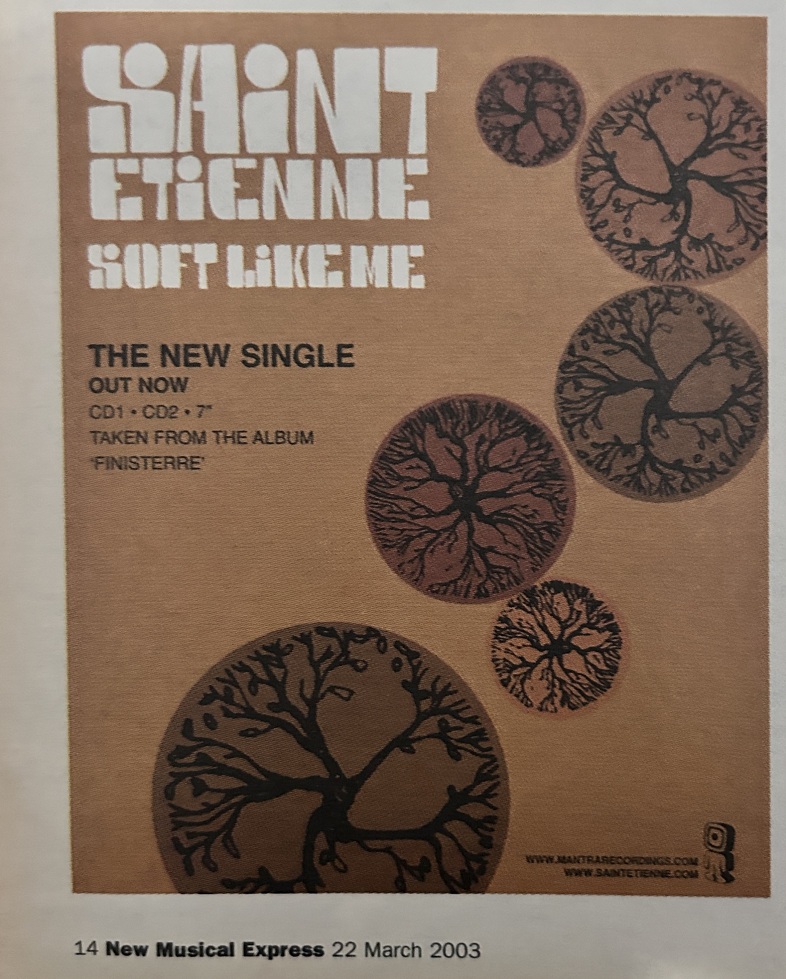 SAiNT
ETiENNE
SOFT LiKE ME
THE NEW SINGLE
OUT NOW
CD1 • CD2 • 7"
TAKEN FROM THE ALBUM
'FINISTERRE'
WWW.MANTRARECORDINGS.COM
WWW.SAINTETIENNE.COM
14 New Musical Express 22 March 2003